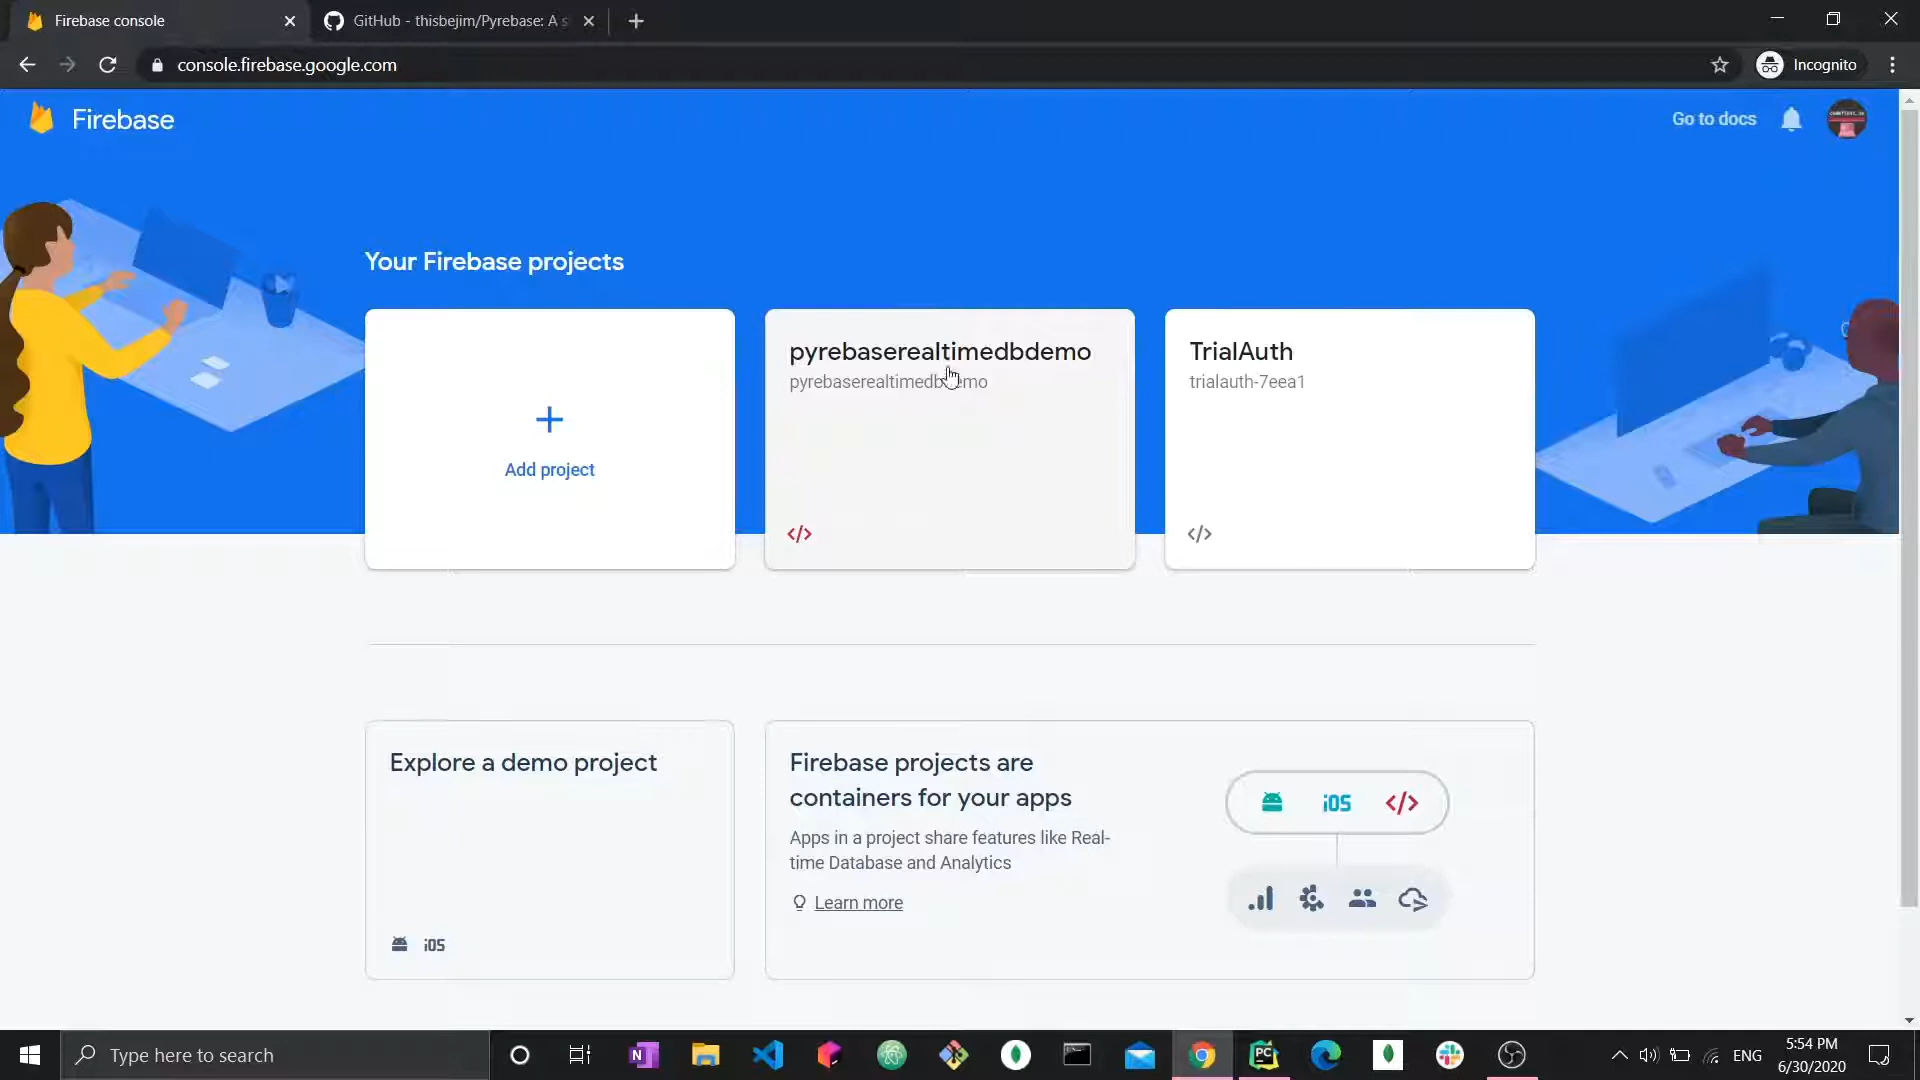 Firebase console
GitHub - thisbejim/Pyrebase: A s
console.firebase.google.com
Incognito
Firebase
Go to docs
Your Firebase projects
Add project
pyrebaserealtimedbdemo
TrialAuth
trialauth-7eea1
Explore a demo project
iOS
Firebase projects are
containers for your apps
Apps in a project share features like Real-
time Database and Analytics
Learn more
iOS
Type here to search
N
PC
ENG
5:54 PM
6/30/2020